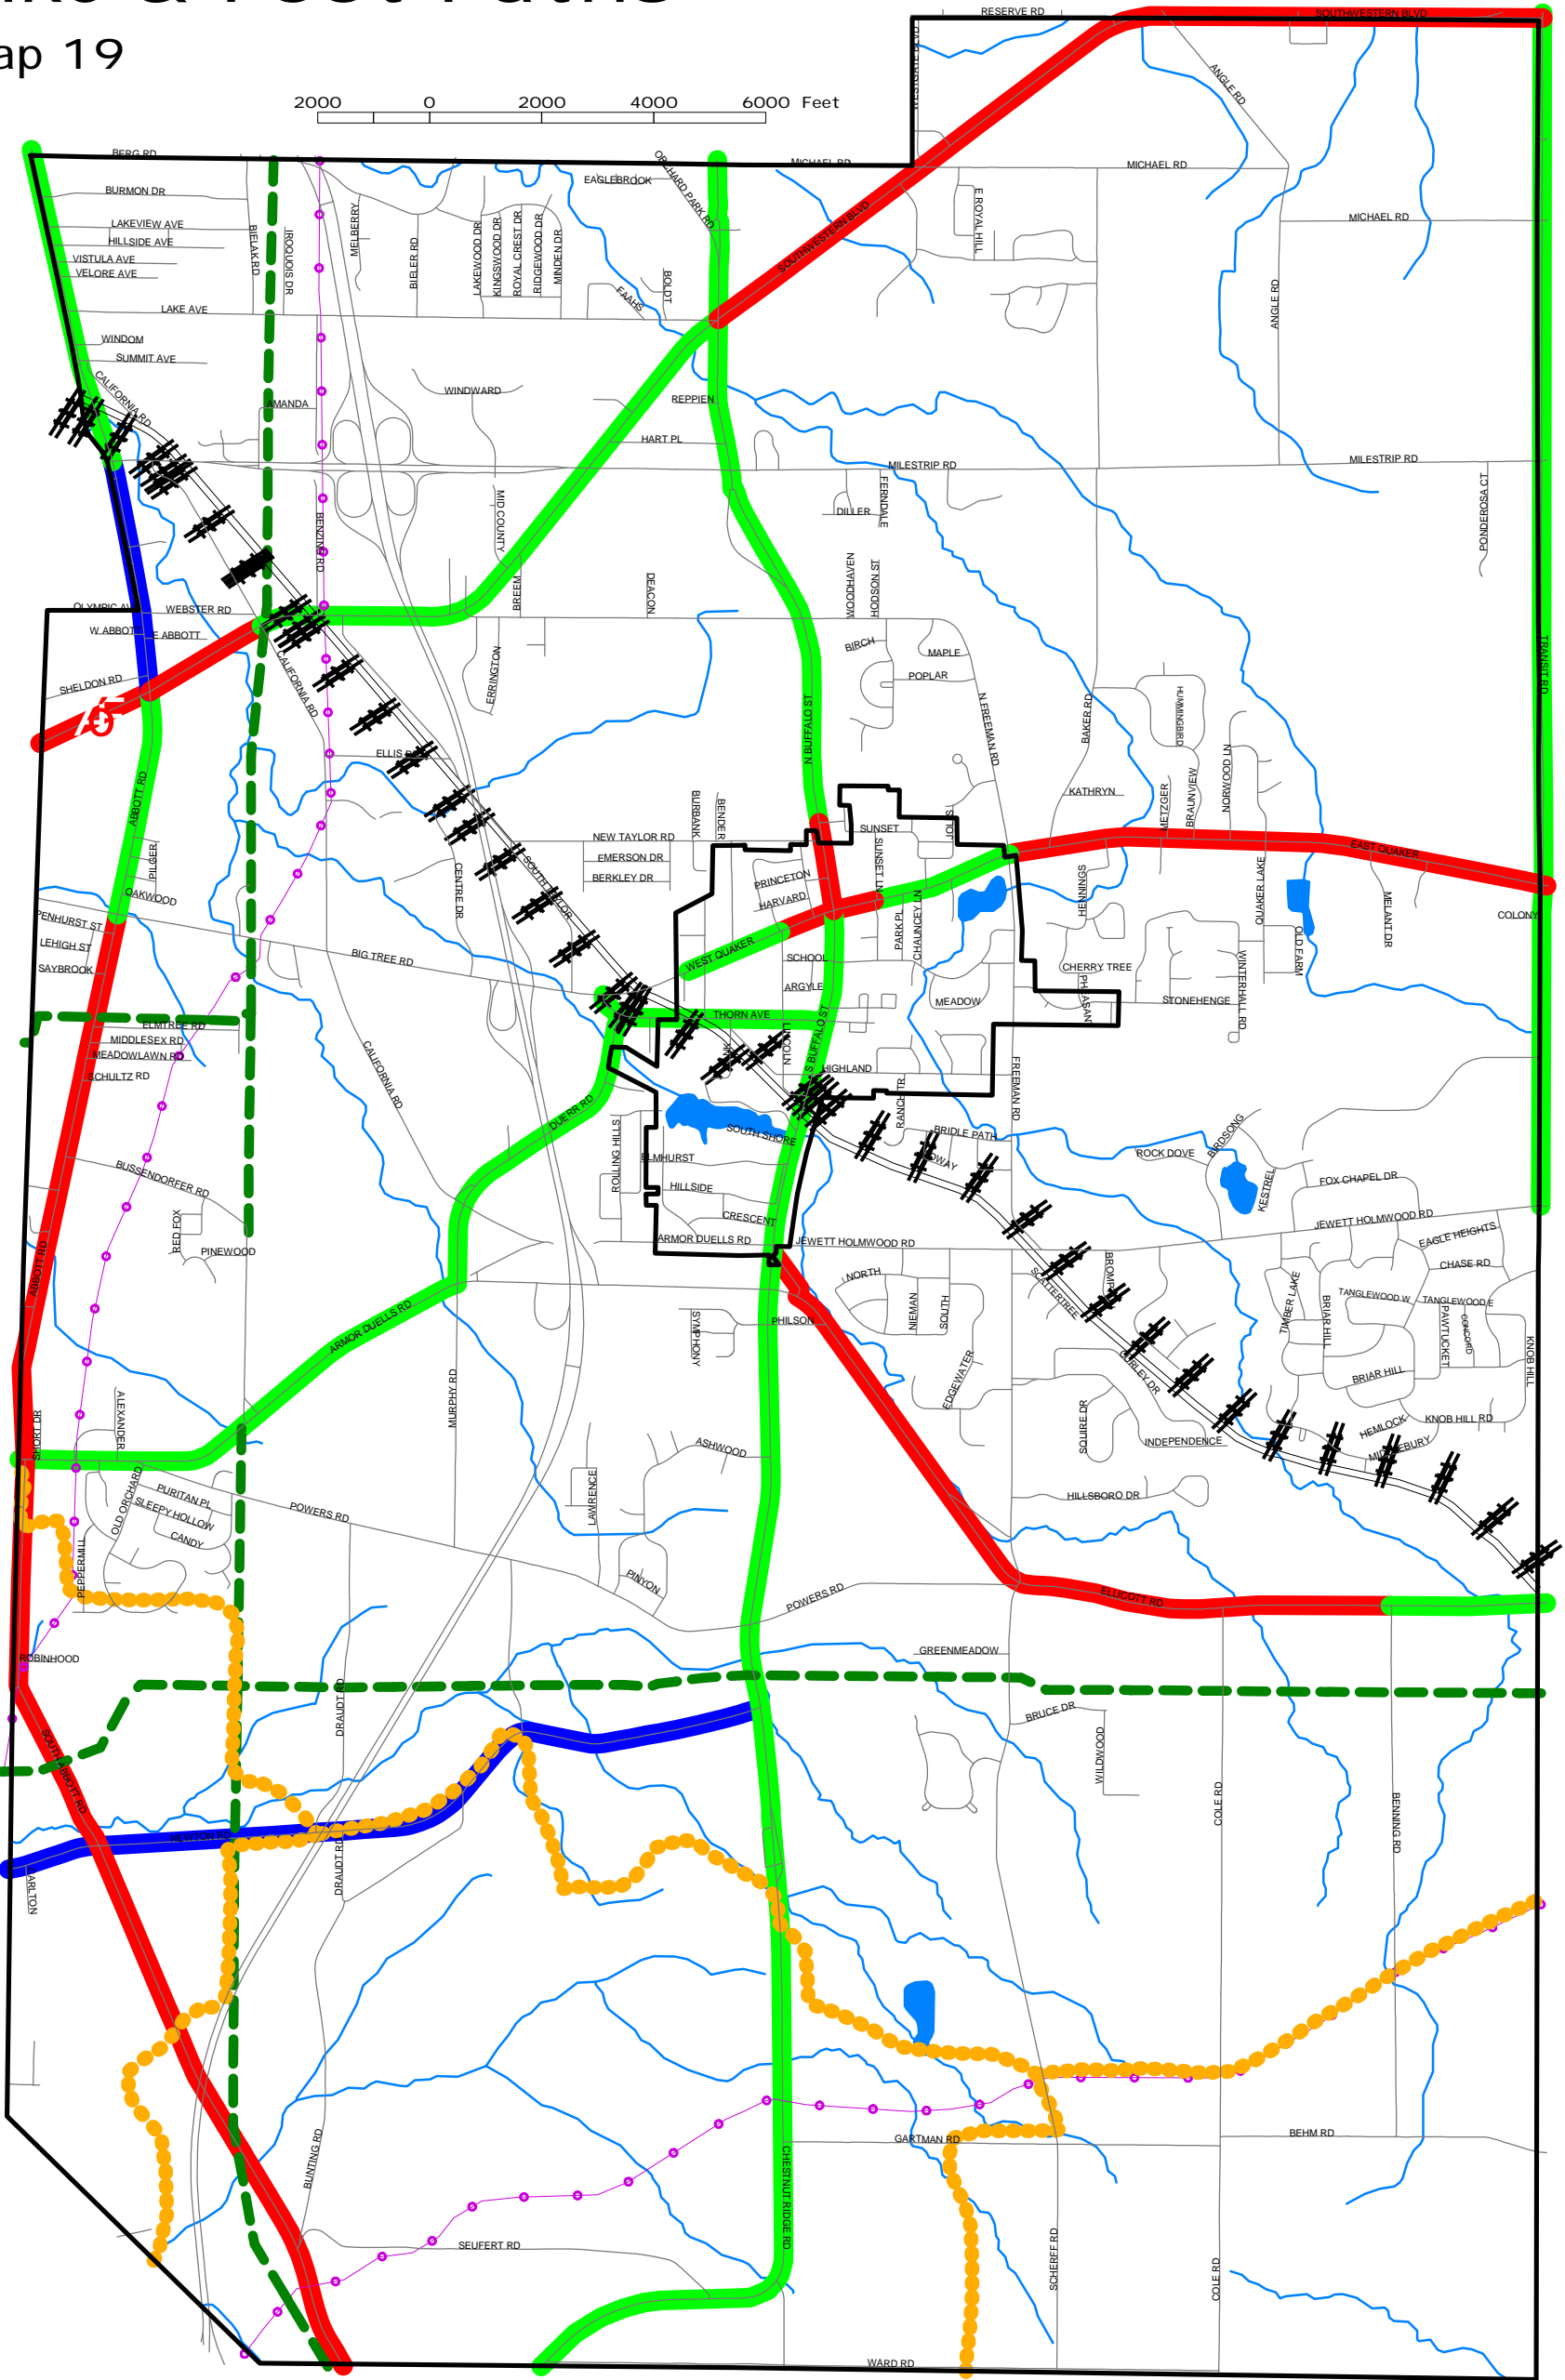 & Foot Paths
ap 19
2000 0 2000 4000 6000 Feet
RESERVE RD
SOUTHWESTERN BLVD
WESTGATE BLVD
ANGLE RD
BERG RD
ORCHARD PARK RD
MICHAEL RD
MICHAEL RD
BURMON DR
EAGLEBROOK
E ROYAL HILL
MICHAEL RD
LAKEVIEW AVE
HILLSIDE AVE
VISTULA AVE
VELORE AVE
BIELAK RD
IROQUOIS DR
MELBERRY
BIELER RD
LAKEWOOD DR
KINGSWOOD DR
ROYAL CREST DR
RIDGEWOOD DR
MINDEN DR
FAAHS
BOLDT
SOUTHWESTERN BLVD
ANGLE RD
LAKE AVE
WINDOM
SUMMIT AVE
CALIFORNIA RD
AMANDA
WINDWARD
REPPIEN
HART PL
MILESTRIP RD
MILESTRIP RD
MID COUNTY
DILLER
FERNDALE
PONDEROSA CT
BENZING RD
BREEM
DEACON
WOODHAVEN
HODSON ST
OLYMPIC AV
WEBSTER RD
W ABBOTT
E ABBOTT
SHELDON RD
CALIFORNIA RD
ERRINGTON
BIRCH
MAPLE
POPLAR
N BUFFALO ST
N FREEMAN RD
BAKER RD
HUMMINGBIRD
NORWOOD LN
TRANSIT RD
ELLIS
ABBOTT RD
KATHRYN
METZGER
BRAUNVIEW
BURBANK
BENDER
NEW TAYLOR RD
SUNSET
JOLLS
EMERSON DR
BERKLEY DR
PILGER
OAKWOOD
CENTRE DR
SOUTH TAYLOR
PRINCETON
HARVARD
SUNSET LN
EAST QUAKER
HENNINGS
QUAKER LAKE
MELANT DR
COLONY
PENHURST ST
LEHIGH ST
SAYBROOK
BIG TREE RD
WEST QUAKER
PARK PL
CHAUNCEY LN
SCHOOL
ARGYLE
MEADOW
CHERRY TREE
PHEASANT
STONEHENGE
WINTERHALL RD
OLD FARM
THORN AVE
LINCOLN
S BUFFALO ST
HIGHLAND
ELMTREE RD
MIDDLESEX RD
MEADOWLAWN RD
SCHULTZ RD
CALIFORNIA RD
DUERR RD
ROLLING HILLS
SOUTH SHORE
RANCH TR
BRIDLE PATH
FREEMAN RD
ROCK DOVE
BIRDSONG
KESTREL
FOX CHAPEL DR
BUSSENDORFER RD
ELMHURST
HILLSIDE
CRESCENT
JEWETT HOLMWOOD RD
EAGLE HEIGHTS
RED FOX
PINEWOOD
ABBOTT RD
ARMOR DUELLS RD
JEWETT HOLMWOOD RD
CHASE RD
NORTH
NIEMAN
SOUTH
SLATTERTREE
TIMBER LAKE
BRIAR HILL
TANGLEWOOD W
TANGLEWOOD E
PAWTUCKET
CONCORD
KNOB HILL
SYMPHONY
PHILSON
ARMOR DUELLS RD
MURPHY RD
EDGEWATER
CURLEY DR
BRIAR HILL
SHORT DR
ALEXANDER
ASHWOOD
SQUIRE DR
INDEPENDENCE
HEMLOCK
KNOB HILL RD
MIDDLEBURY
HILLSBORO DR
OLD ORCHARD
PURITAN PL
SLEEPY HOLLOW
CANDY
POWERS RD
LAWRENCE
PEPPERMILL
PINYON
POWERS RD
ELLICOTT RD
ROBINHOOD
GREENMEADOW
DRAUDT RD
BRUCE DR
WILDWOOD
SOUTH ABBOTT RD
COLE RD
BENNING RD
NEWTON RD
CARLTON
DRAUDT RD
GARTMAN RD
BEHM RD
BUNTING RD
CHESTNUT RIDGE RD
SEUFERT RD
SCHERFF RD
COLE RD
WARD RD